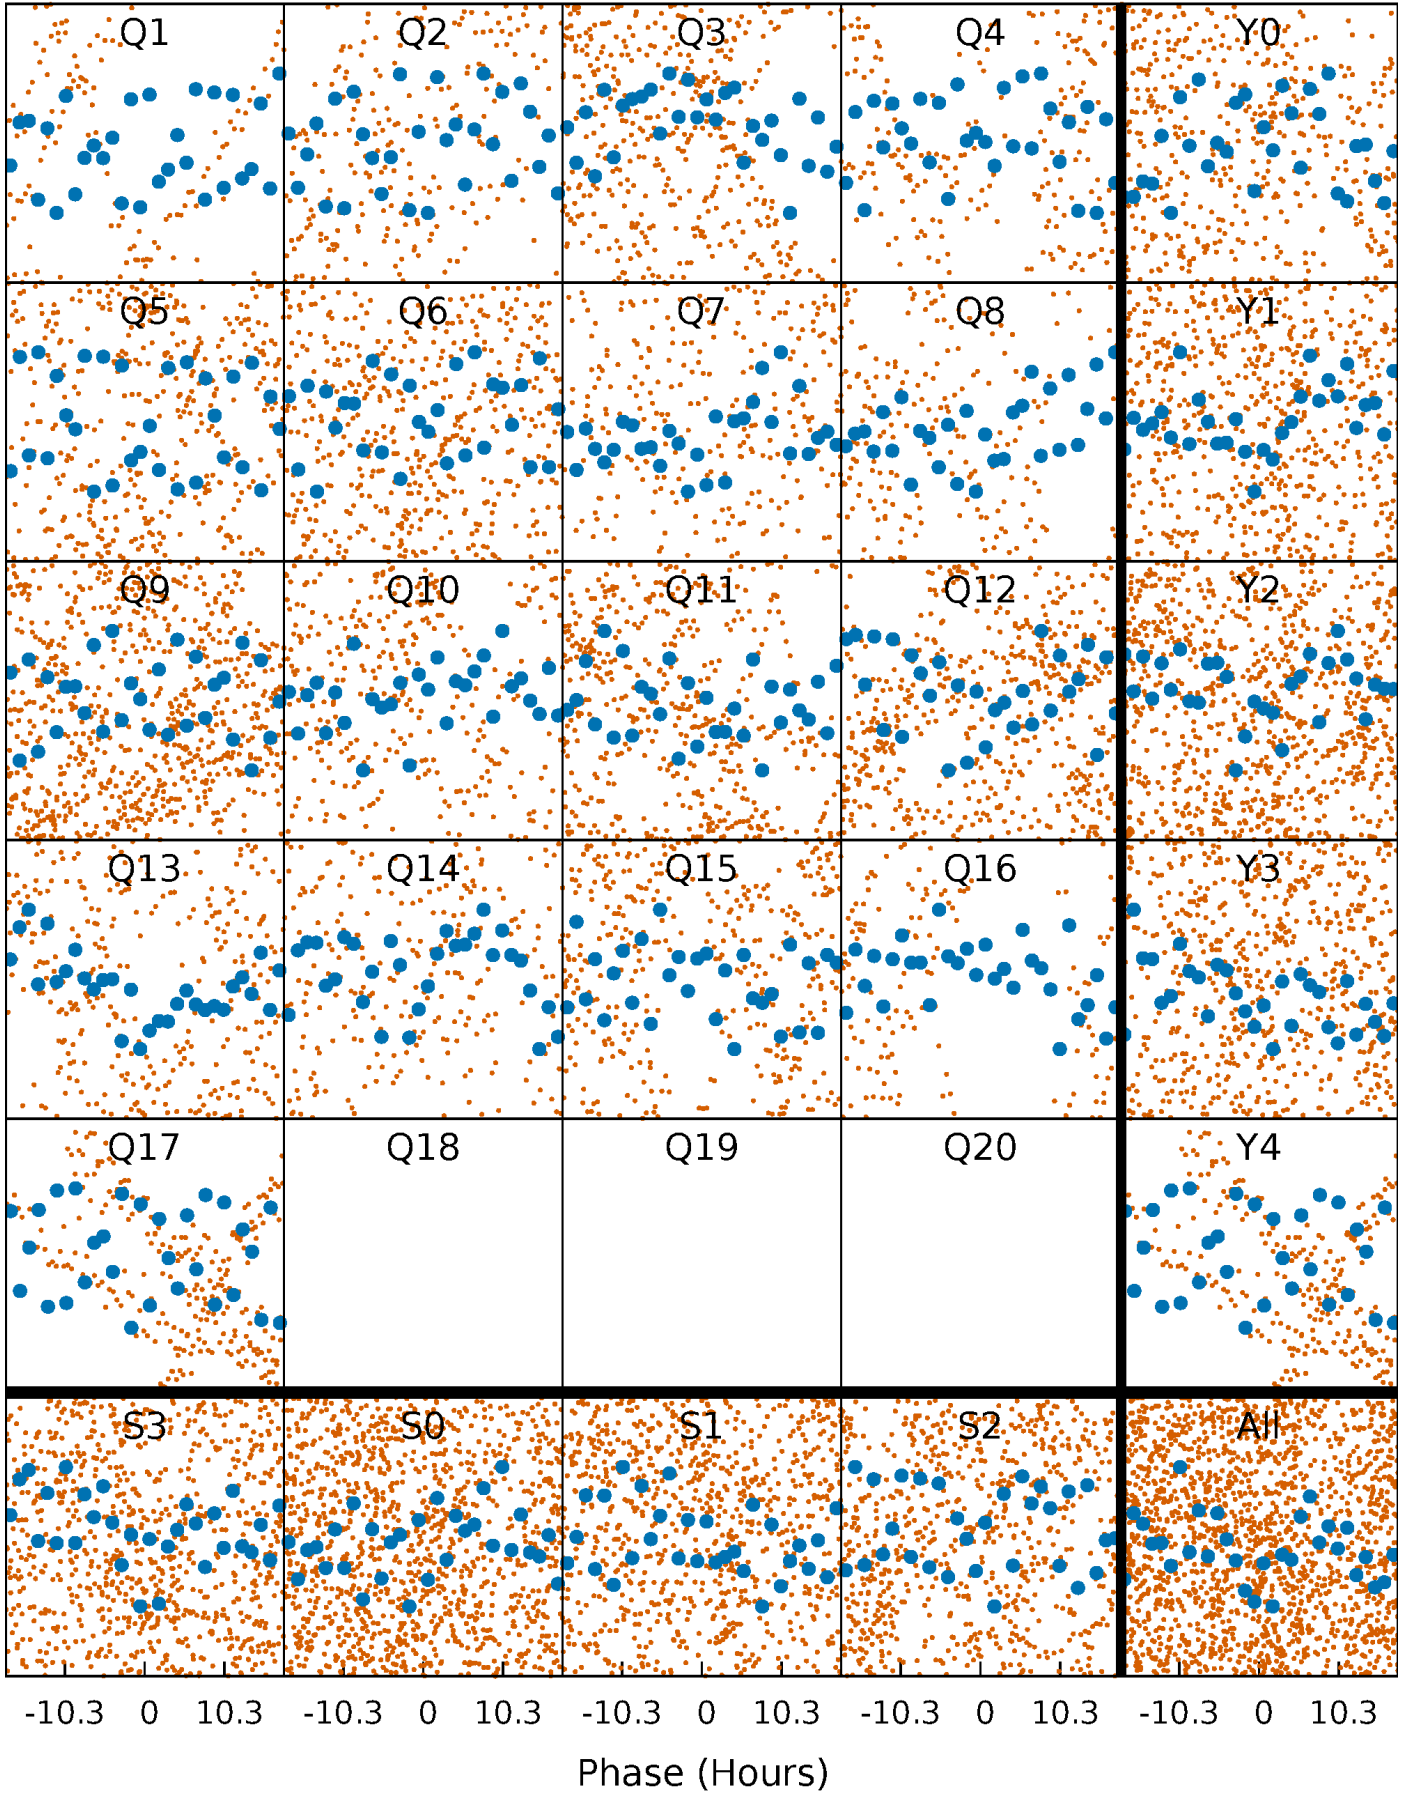 Q1 Q2 Q3 Q4 Y0
Q5 Q6 Q7 Q8 Y1
Q9 Q10 Q11 Q12 Y2
Q13 Q14 Q15 Q16 Y3
Q17 Q18 Q19 Q20 Y4
S3 S0 S1 S2 All
-10.3 0 10.3 -10.3 0 10.3 -10.3 0 10.3 -10.3 0 10.3 -10.3 0 10.3
Phase (Hours)